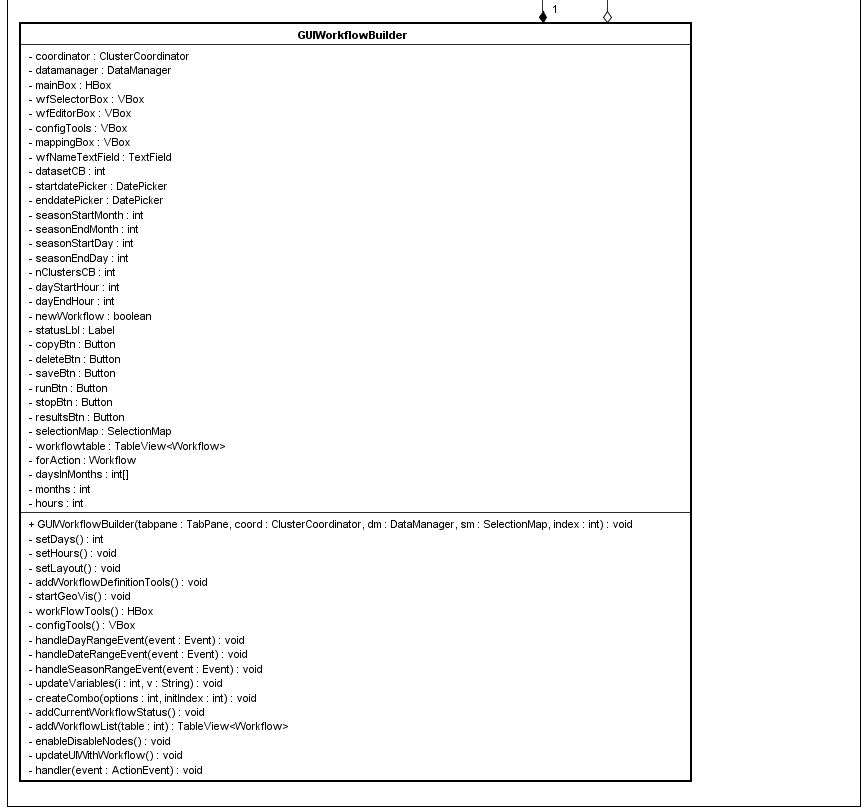 1
GUIWorkflowBuilder
- coordinator : ClusterCoordinator
- datamanager : DataManager
- mainBox : HBox
- wfSelectorBox : VBox
- wfEditorBox : VBox
- configTools : VBox
- mappingBox : VBox
- wfNameTextField : TextField
- datasetCB : int
- startdatePicker : DatePicker
- enddatePicker : DatePicker
- seasonStartMonth : int
- seasonEndMonth : int
- seasonStartDay : int
- seasonEndDay : int
- nClustersCB : int
- dayStartHour : int
- dayEndHour : int
- newWorkflow : boolean
- statusLbl : Label
- copyBtn : Button
- deleteBtn : Button
- saveBtn : Button
- runBtn : Button
- stopBtn : Button
- resultsBtn : Button
- selectionMap : SelectionMap
- workflowtable : TableView<Workflow>
- forAction : Workflow
- daysInMonths : int[]
- months : int
- hours : int
+ GUIWorkflowBuilder(tabpane : TabPane, coord : ClusterCoordinator, dm : DataManager, sm : SelectionMap, index : int) : void
- setDays() : int
- setHours() : void
- setLayout() : void
- addWorkflowDefinitionTools() : void
- startGeoVis() : void
- workFlowTools() : HBox
- configTools() : VBox
- handleDayRangeEvent(event : Event) : void
- handleDateRangeEvent(event : Event) : void
- handleSeasonRangeEvent(event : Event) : void
- updateVariables(i : int, v : String) : void
- createCombo(options : int, initIndex : int) : void
- addCurrentWorkflowStatus() : void
- addWorkflowList(table : int) : TableView<Workflow>
- enableDisableNodes() : void
- updateUIWithWorkflow() : void
- handler(event : ActionEvent) : void